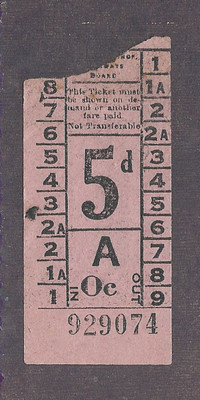 BOARD
This Ticket must
be shown on de-
mand or another
fare paid.
Not Transferable
5d
A
IN
Oc
OUT
929074
8
7
6
5
4
3
2A
2
1A
1
1
1A
2
2A
3
4
5
6
7
8
9